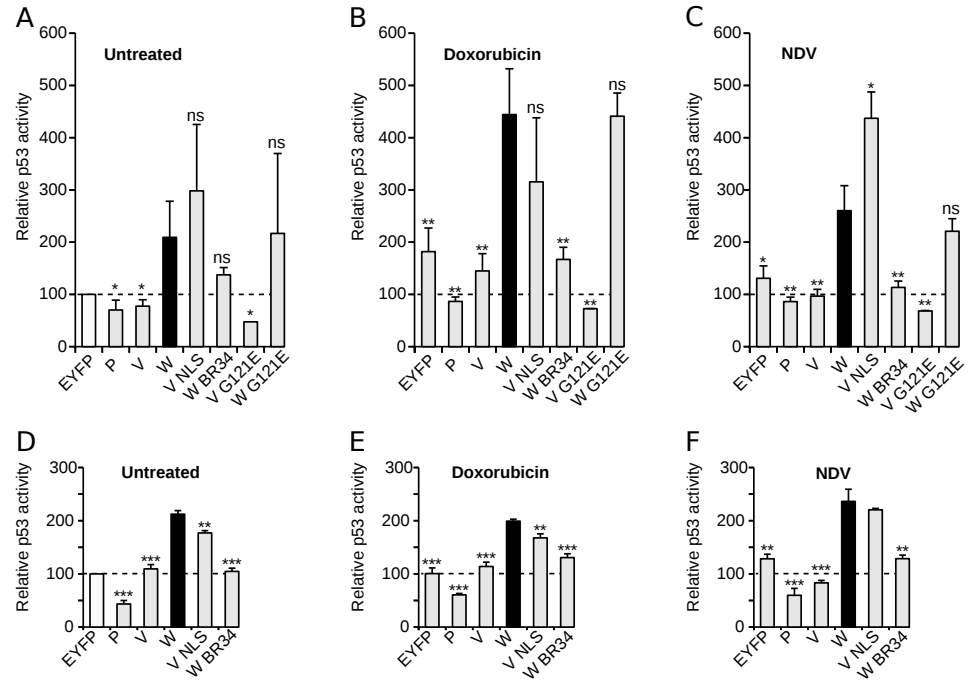 A
Untreated
Relative p53 activity
600
500
400
300
200
100
0
* * ns ns * ns
EYFP P V W V NLS W BR34 V G121E W G121E
B
Doxorubicin
Relative p53 activity
600
500
400
300
200
100
0
** ** ** ns ** ** ns
EYFP P V W V NLS W BR34 V G121E W G121E
C
NDV
Relative p53 activity
600
500
400
300
200
100
0
* ** ** * ** ** ns
EYFP P V W V NLS W BR34 V G121E W G121E
D
Untreated
Relative p53 activity
300
200
100
0
*** *** ** ***
EYFP P V W V NLS W BR34
E
Doxorubicin
Relative p53 activity
300
200
100
0
*** *** *** ** ***
EYFP P V W V NLS W BR34
F
NDV
Relative p53 activity
300
200
100
0
** *** *** **
EYFP P V W V NLS W BR34